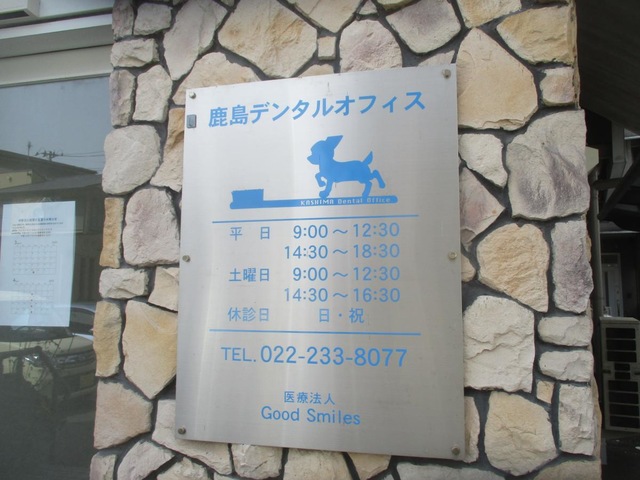 鹿島デンタルオフィス
KASHIMA Dental Office
平 日 9:00～12:30
14:30～18:30
土曜日 9:00～12:30
14:30～16:30
休診日 日・祝
TEL. 022-233-8077
医療法人
Good Smiles